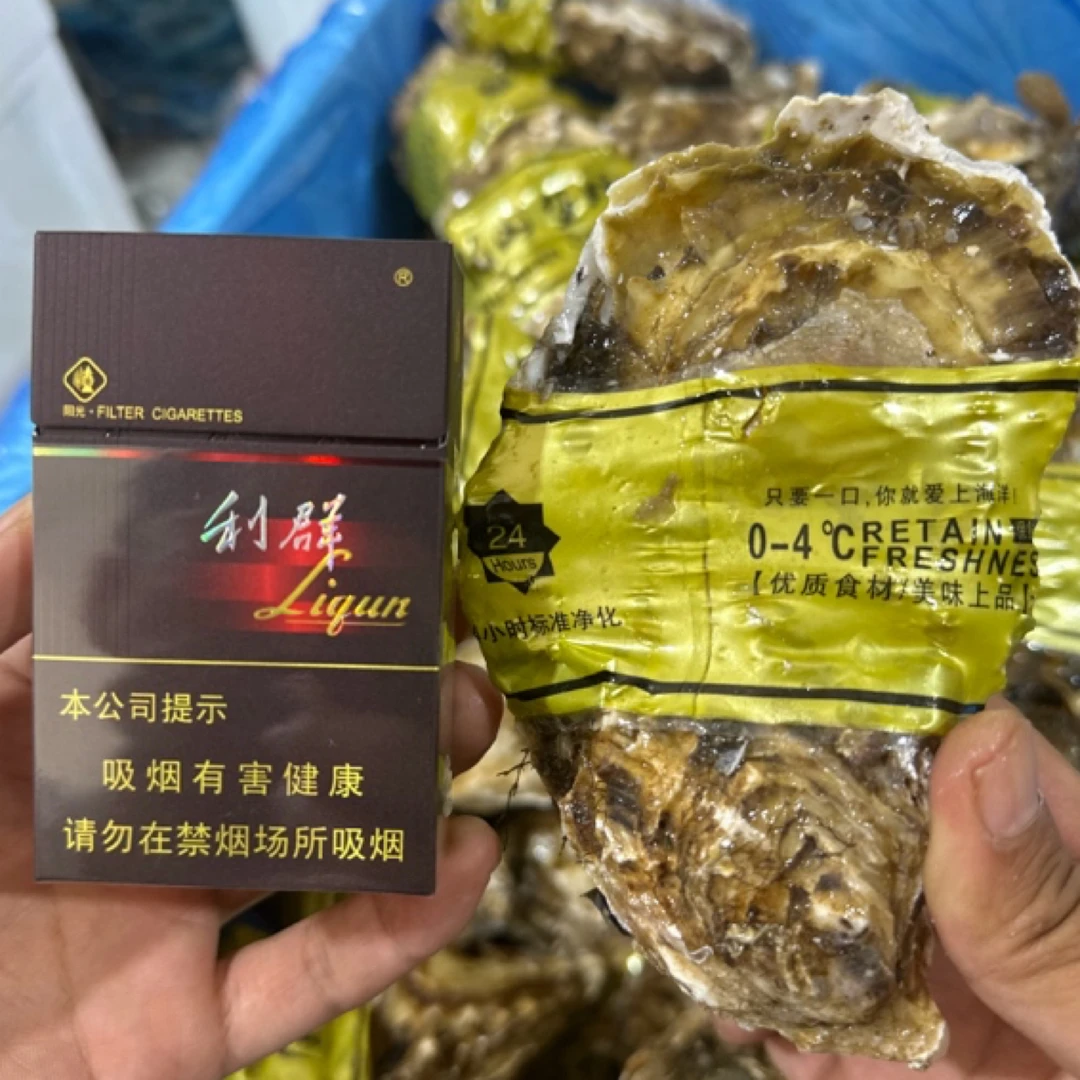 ®
阳光·FILTER CIGARETTES
利群
Liqun
本公司提示
吸烟有害健康
请勿在禁烟场所吸烟
24
Hours
小时标准净化
只要一口,你就爱上海洋!
0-4℃ RETAIN
FRESHNES
【优质食材/美味上品】